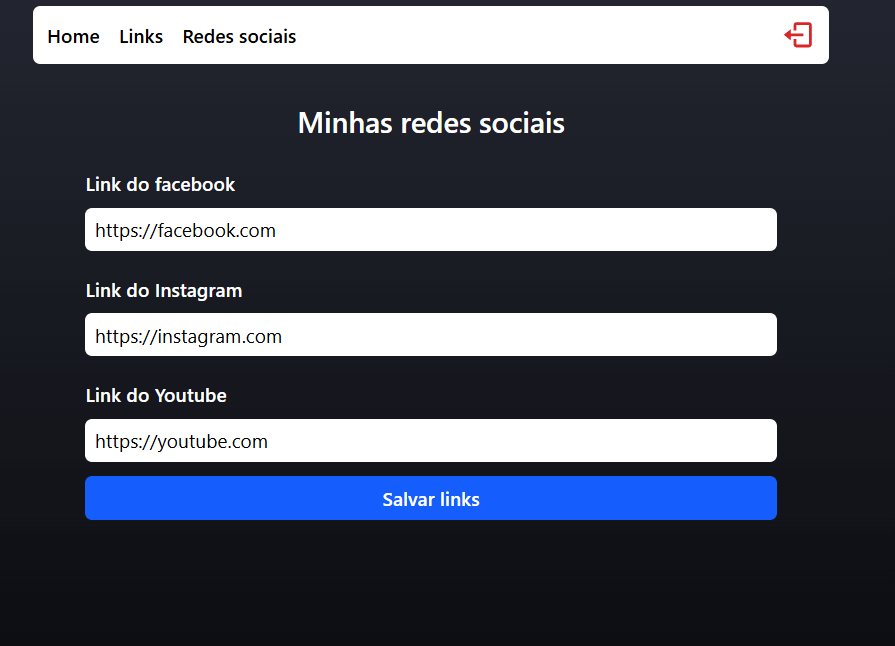 Home Links Redes sociais
Minhas redes sociais
Link do facebook
https://facebook.com
Link do Instagram
https://instagram.com
Link do Youtube
https://youtube.com
Salvar links